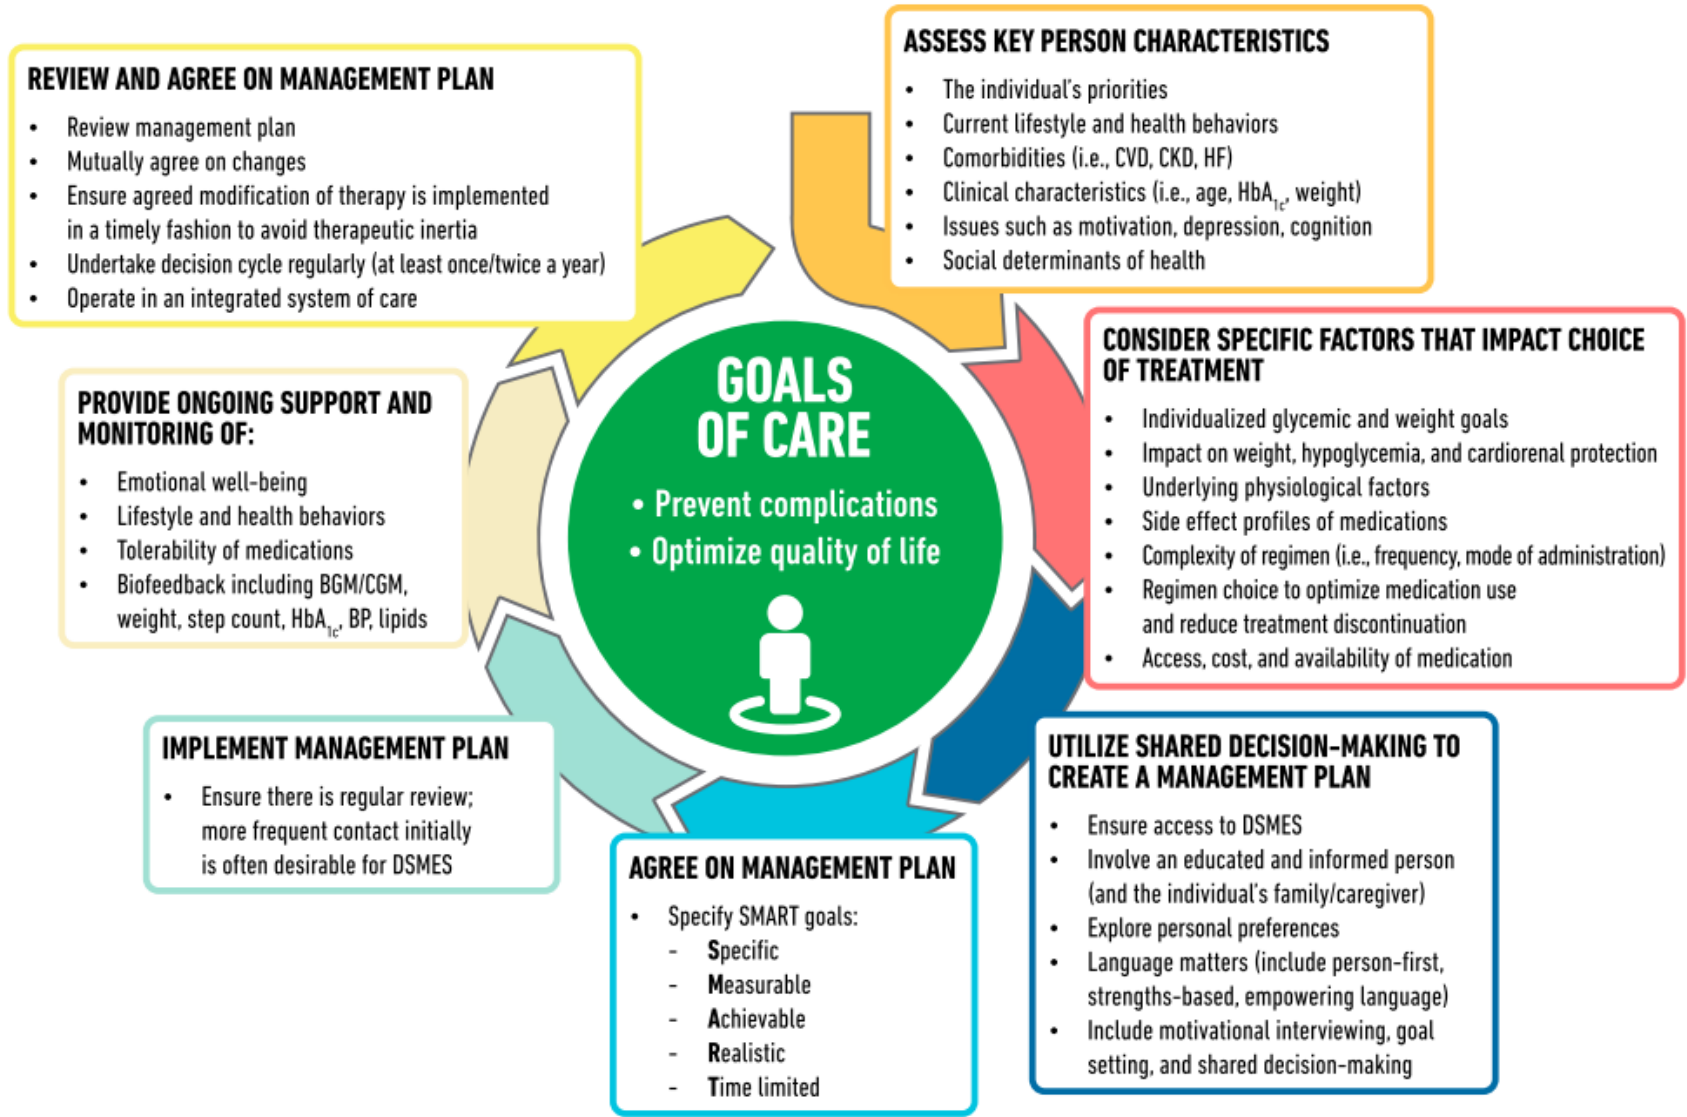 ASSESS KEY PERSON CHARACTERISTICS
• The individual's priorities
• Current lifestyle and health behaviors
• Comorbidities (i.e., CVD, CKD, HF)
• Clinical characteristics (i.e., age, HbA1c, weight)
• Issues such as motivation, depression, cognition
• Social determinants of health
CONSIDER SPECIFIC FACTORS THAT IMPACT CHOICE
OF TREATMENT
• Individualized glycemic and weight goals
• Impact on weight, hypoglycemia, and cardiorenal protection
• Underlying physiological factors
• Side effect profiles of medications
• Complexity of regimen (i.e., frequency, mode of administration)
• Regimen choice to optimize medication use
and reduce treatment discontinuation
• Access, cost, and availability of medication
UTILIZE SHARED DECISION-MAKING TO
CREATE A MANAGEMENT PLAN
• Ensure access to DSMES
• Involve an educated and informed person
(and the individual's family/caregiver)
• Explore personal preferences
• Language matters (include person-first,
strengths-based, empowering language)
• Include motivational interviewing, goal
setting, and shared decision-making
AGREE ON MANAGEMENT PLAN
• Specify SMART goals:
- Specific
- Measurable
- Achievable
- Realistic
- Time limited
IMPLEMENT MANAGEMENT PLAN
• Ensure there is regular review;
more frequent contact initially
is often desirable for DSMES
PROVIDE ONGOING SUPPORT AND
MONITORING OF:
• Emotional well-being
• Lifestyle and health behaviors
• Tolerability of medications
• Biofeedback including BGM/CGM,
weight, step count, HbA1c, BP, lipids
REVIEW AND AGREE ON MANAGEMENT PLAN
• Review management plan
• Mutually agree on changes
• Ensure agreed modification of therapy is implemented
in a timely fashion to avoid therapeutic inertia
• Undertake decision cycle regularly (at least once/twice a year)
• Operate in an integrated system of care
GOALS
OF CARE
• Prevent complications
• Optimize quality of life